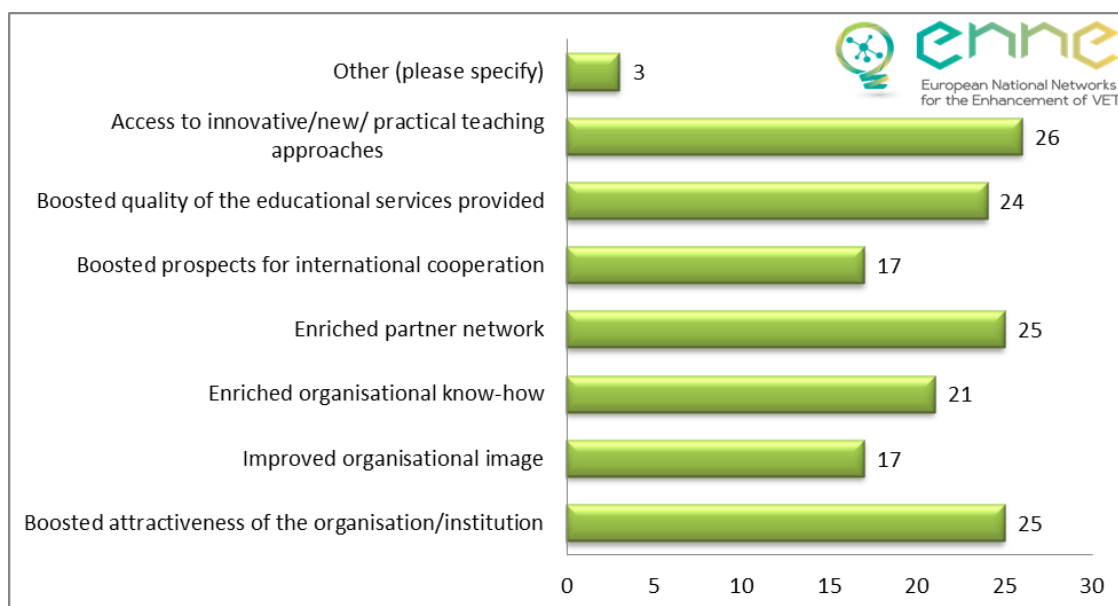 enne
European National Networks
for the Enhancement of VET
Other (please specify)
3
Access to innovative/new/ practical teaching
approaches
26
Boosted quality of the educational services provided
24
Boosted prospects for international cooperation
17
Enriched partner network
25
Enriched organisational know-how
21
Improved organisational image
17
Boosted attractiveness of the organisation/institution
25
0 5 10 15 20 25 30